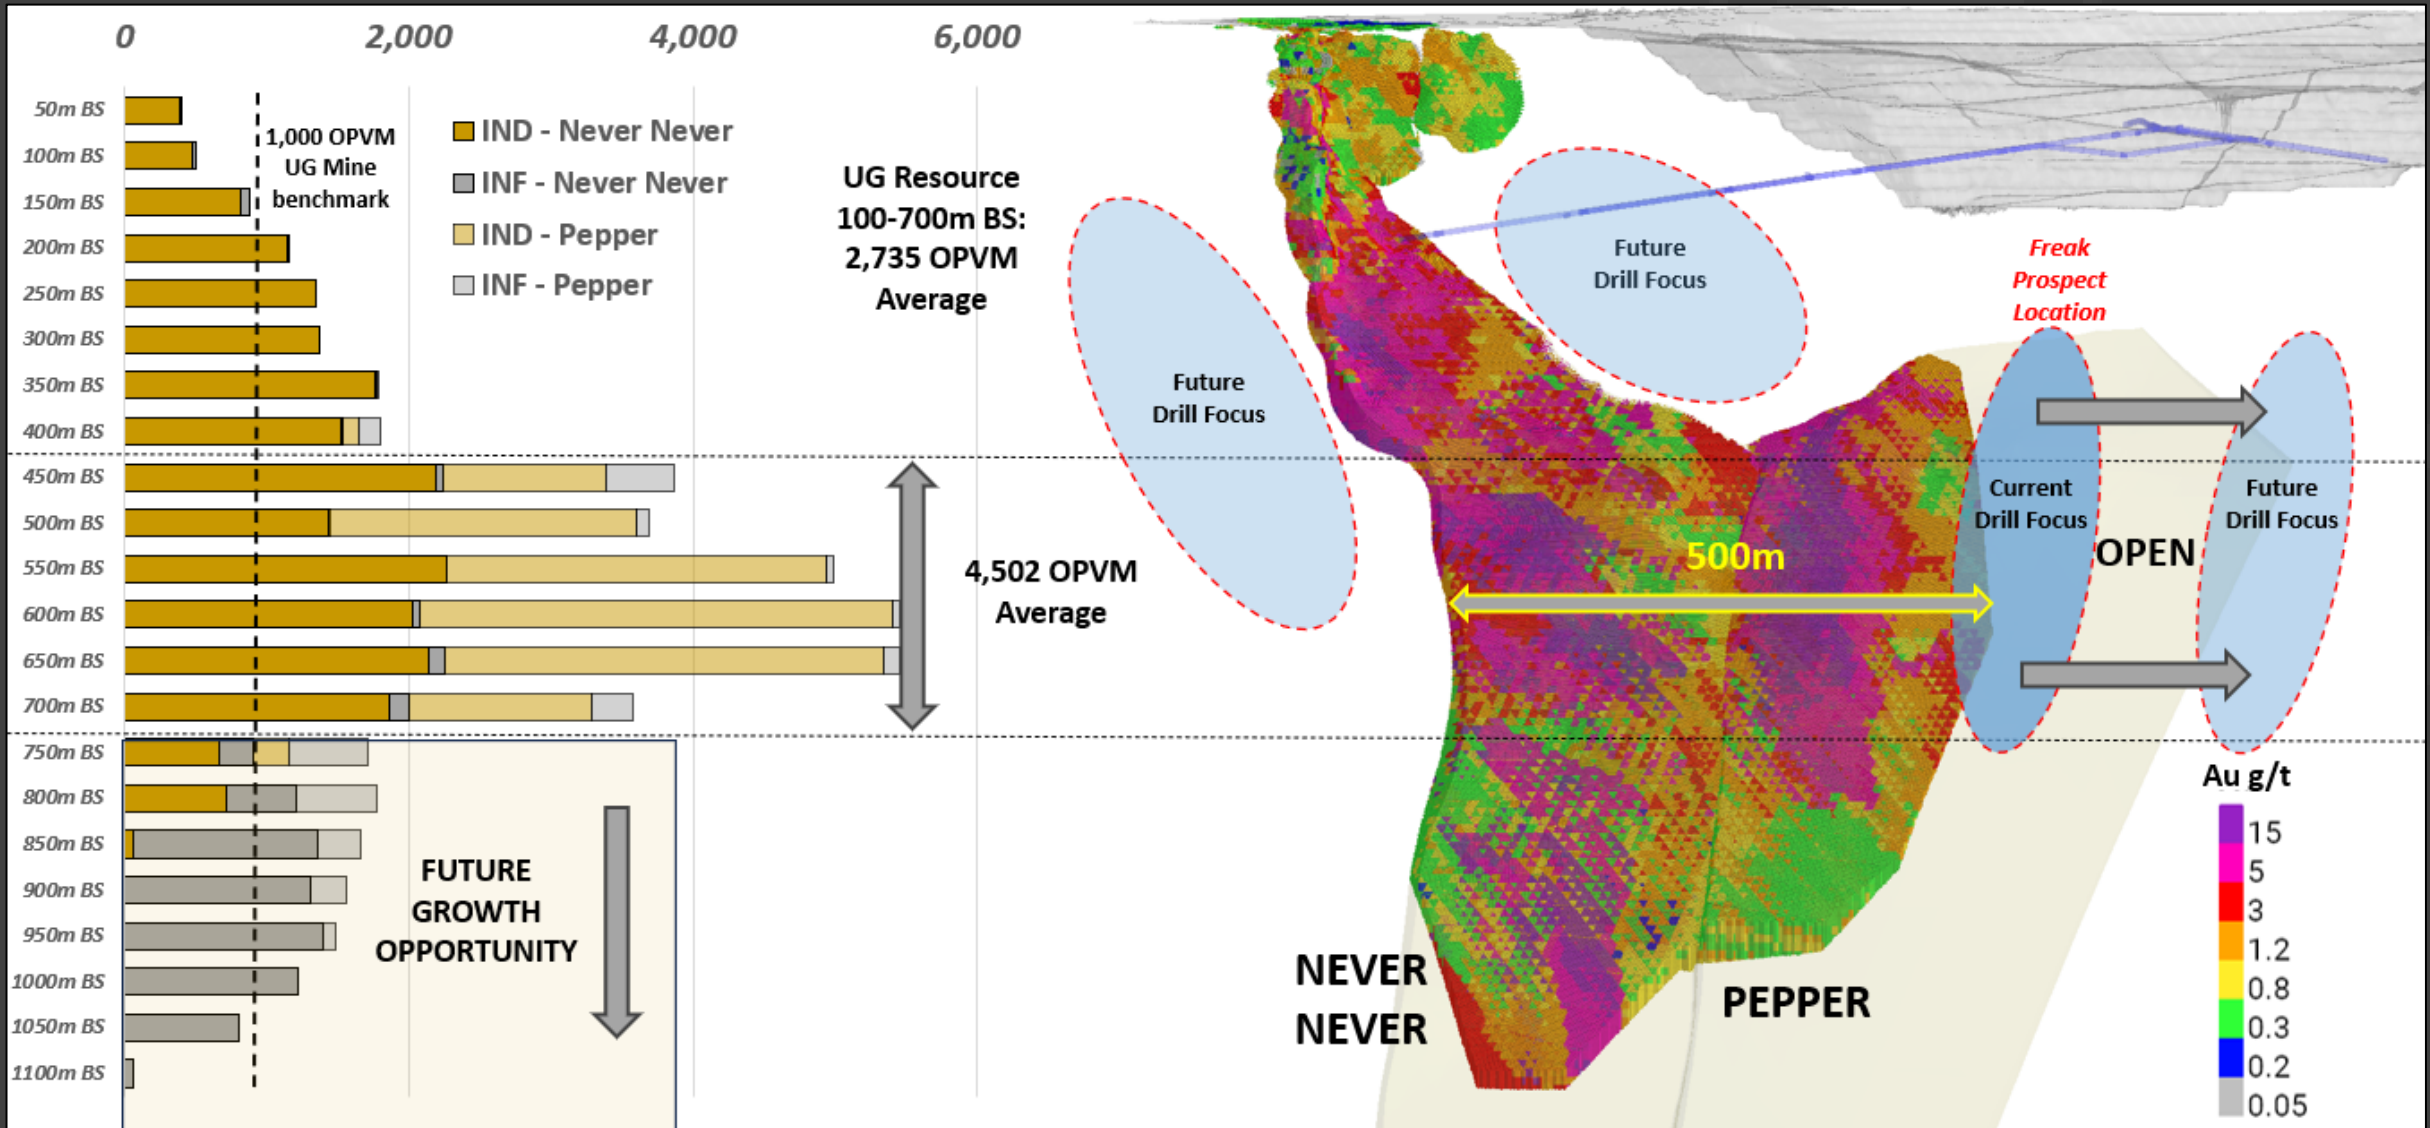 0 2,000 4,000 6,000
50m BS
100m BS
150m BS
200m BS
250m BS
300m BS
350m BS
400m BS
450m BS
500m BS
550m BS
600m BS
650m BS
700m BS
750m BS
800m BS
850m BS
900m BS
950m BS
1000m BS
1050m BS
1100m BS
1,000 OPVM
UG Mine
benchmark
IND - Never Never
INF - Never Never
IND - Pepper
INF - Pepper
UG Resource
100-700m BS:
2,735 OPVM
Average
4,502 OPVM
Average
FUTURE
GROWTH
OPPORTUNITY
Future
Drill Focus
Future
Drill Focus
Freak
Prospect
Location
Current
Drill Focus
OPEN
Future
Drill Focus
500m
NEVER
NEVER
PEPPER
Au g/t
15
5
3
1.2
0.8
0.3
0.2
0.05